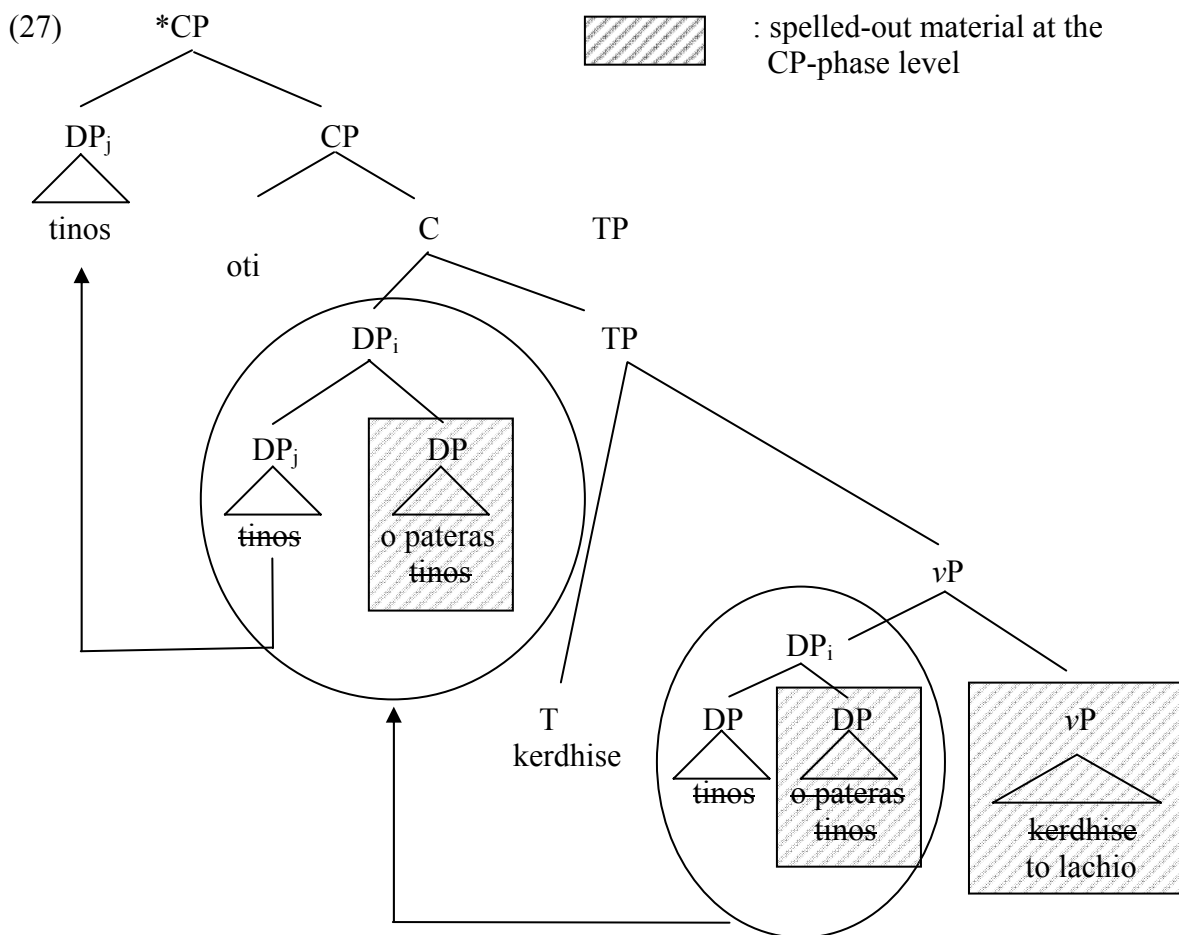 (27) *CP : spelled-out material at the
CP-phase level
DPj CP
tinos C TP
oti
DPi TP
DPj DP
tinos o pateras
tinos
vP
DPi
T DP DP vP
kerdhise tinos o pateras kerdhise
tinos to lachio